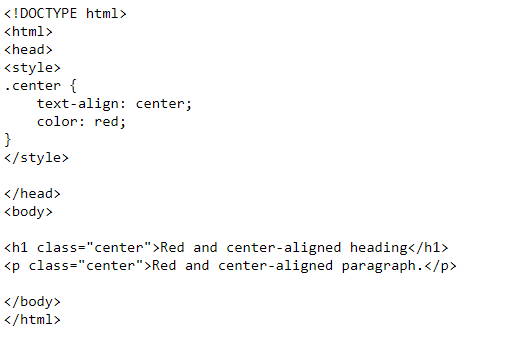 <!DOCTYPE html>
<html>
<head>
<style>
.center {
    text-align: center;
    color: red;
}
</style>

</head>
<body>

<h1 class="center">Red and center-aligned heading</h1>
<p class="center">Red and center-aligned paragraph.</p>

</body>
</html>